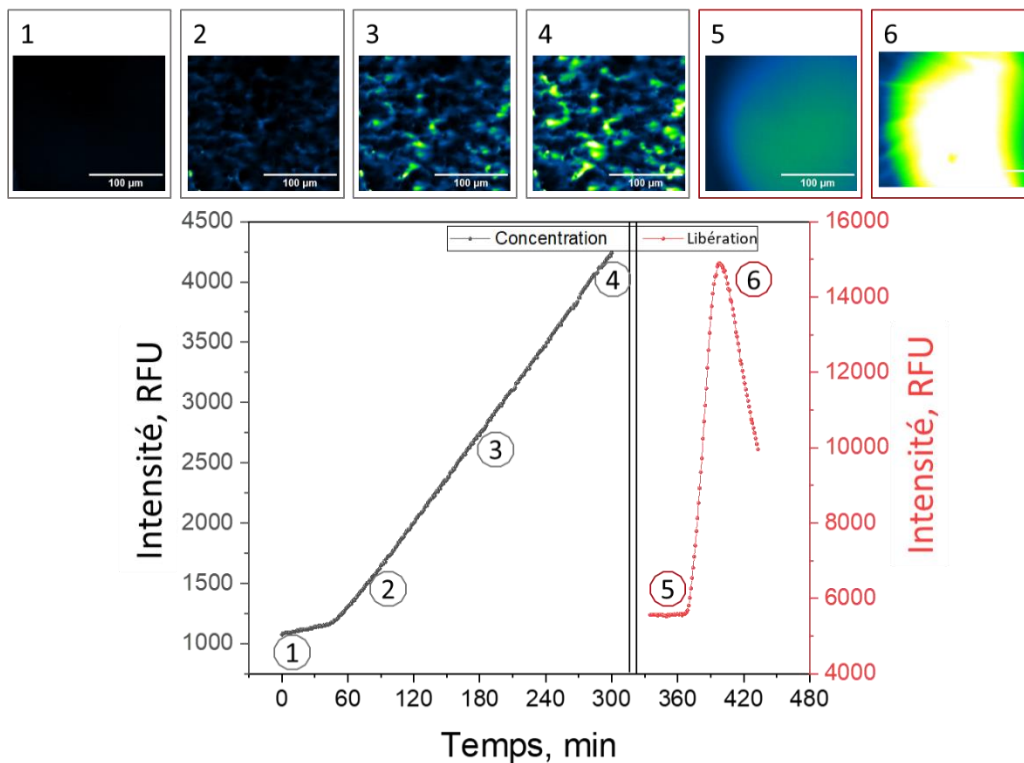 1 2 3 4 5 6
100 µm 100 µm 100 µm 100 µm 100 µm
4500 16000
Concentration Libération
4000 14000
3500 12000
3000
2500 10000
2000 8000
1500 6000
1000 4000
Intensité, RFU
Intensité, RFU
1
2
3
4
5
6
0 60 120 180 240 300 360 420 480
Temps, min